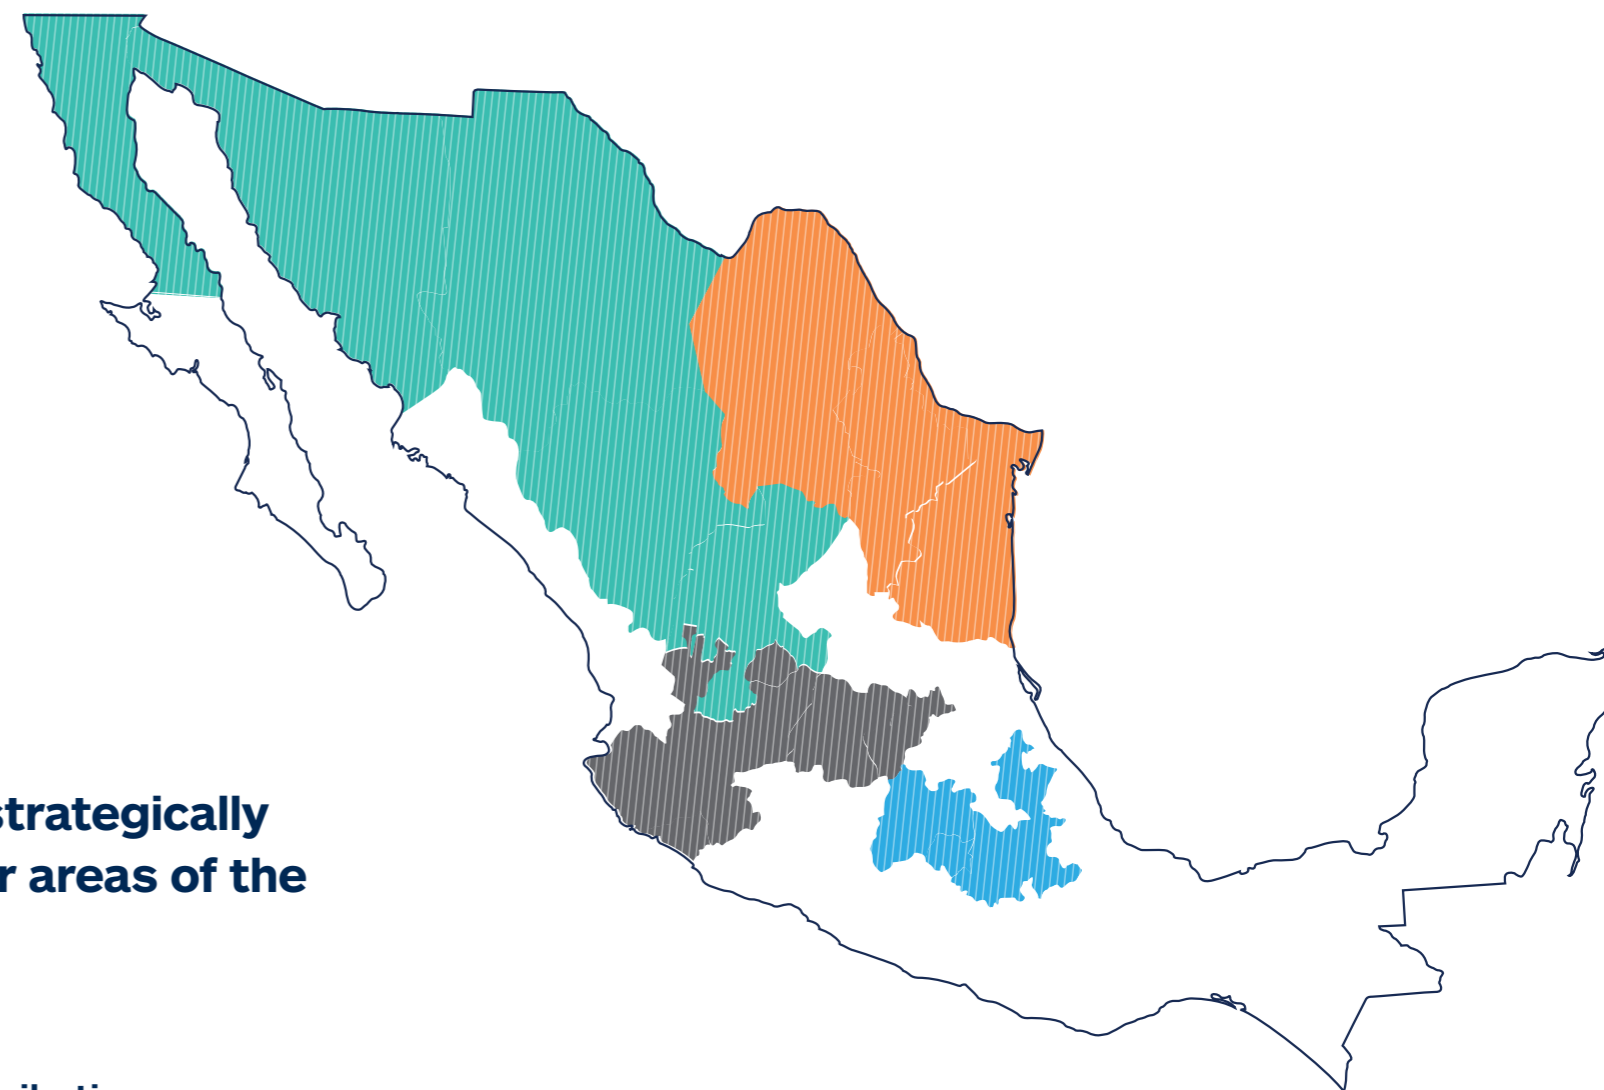 strategically
r areas of the